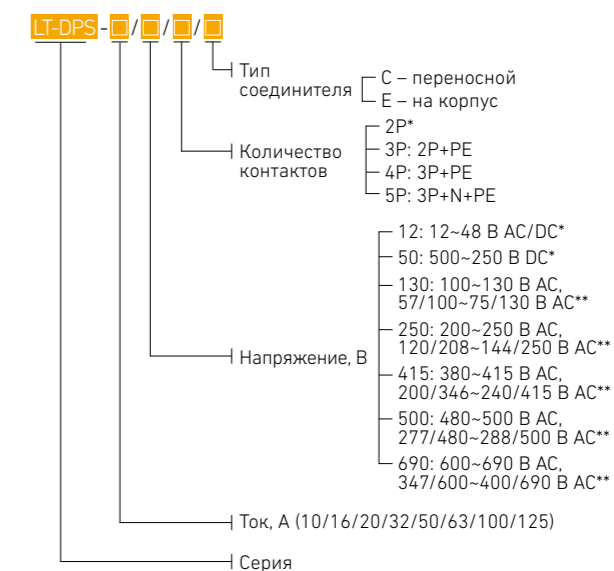 LT-DPS-□/□/□/□
Тип
соединителя
C – переносной
E – на корпус
Количество
контактов
2P*
3P: 2P+PE
4P: 3P+PE
5P: 3P+N+PE
Напряжение, В
12: 12~48 В AC/DC*
50: 500~250 В DC*
130: 100~130 В AC,
57/100~75/130 В AC**
250: 200~250 В AC,
120/208~144/250 В AC**
415: 380~415 В AC,
200/346~240/415 В AC**
500: 480~500 В AC,
277/480~288/500 В AC**
690: 600~690 В AC,
347/600~400/690 В AC**
Ток, А (10/16/20/32/50/63/100/125)
Серия